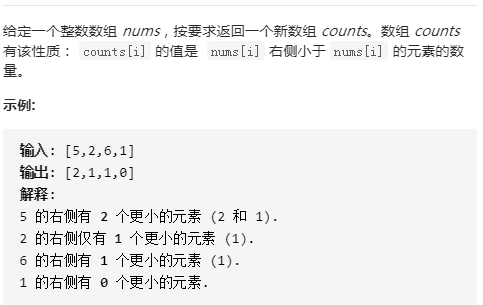 给定一个整数数组 nums，按要求返回一个新数组 counts。数组 counts
有该性质： counts[i] 的值是 nums[i] 右侧小于 nums[i] 的元素的数
量。
示例:
输入: [5,2,6,1]
输出: [2,1,1,0]
解释:
5 的右侧有 2 个更小的元素 (2 和 1).
2 的右侧仅有 1 个更小的元素 (1).
6 的右侧有 1 个更小的元素 (1).
1 的右侧有 0 个更小的元素.